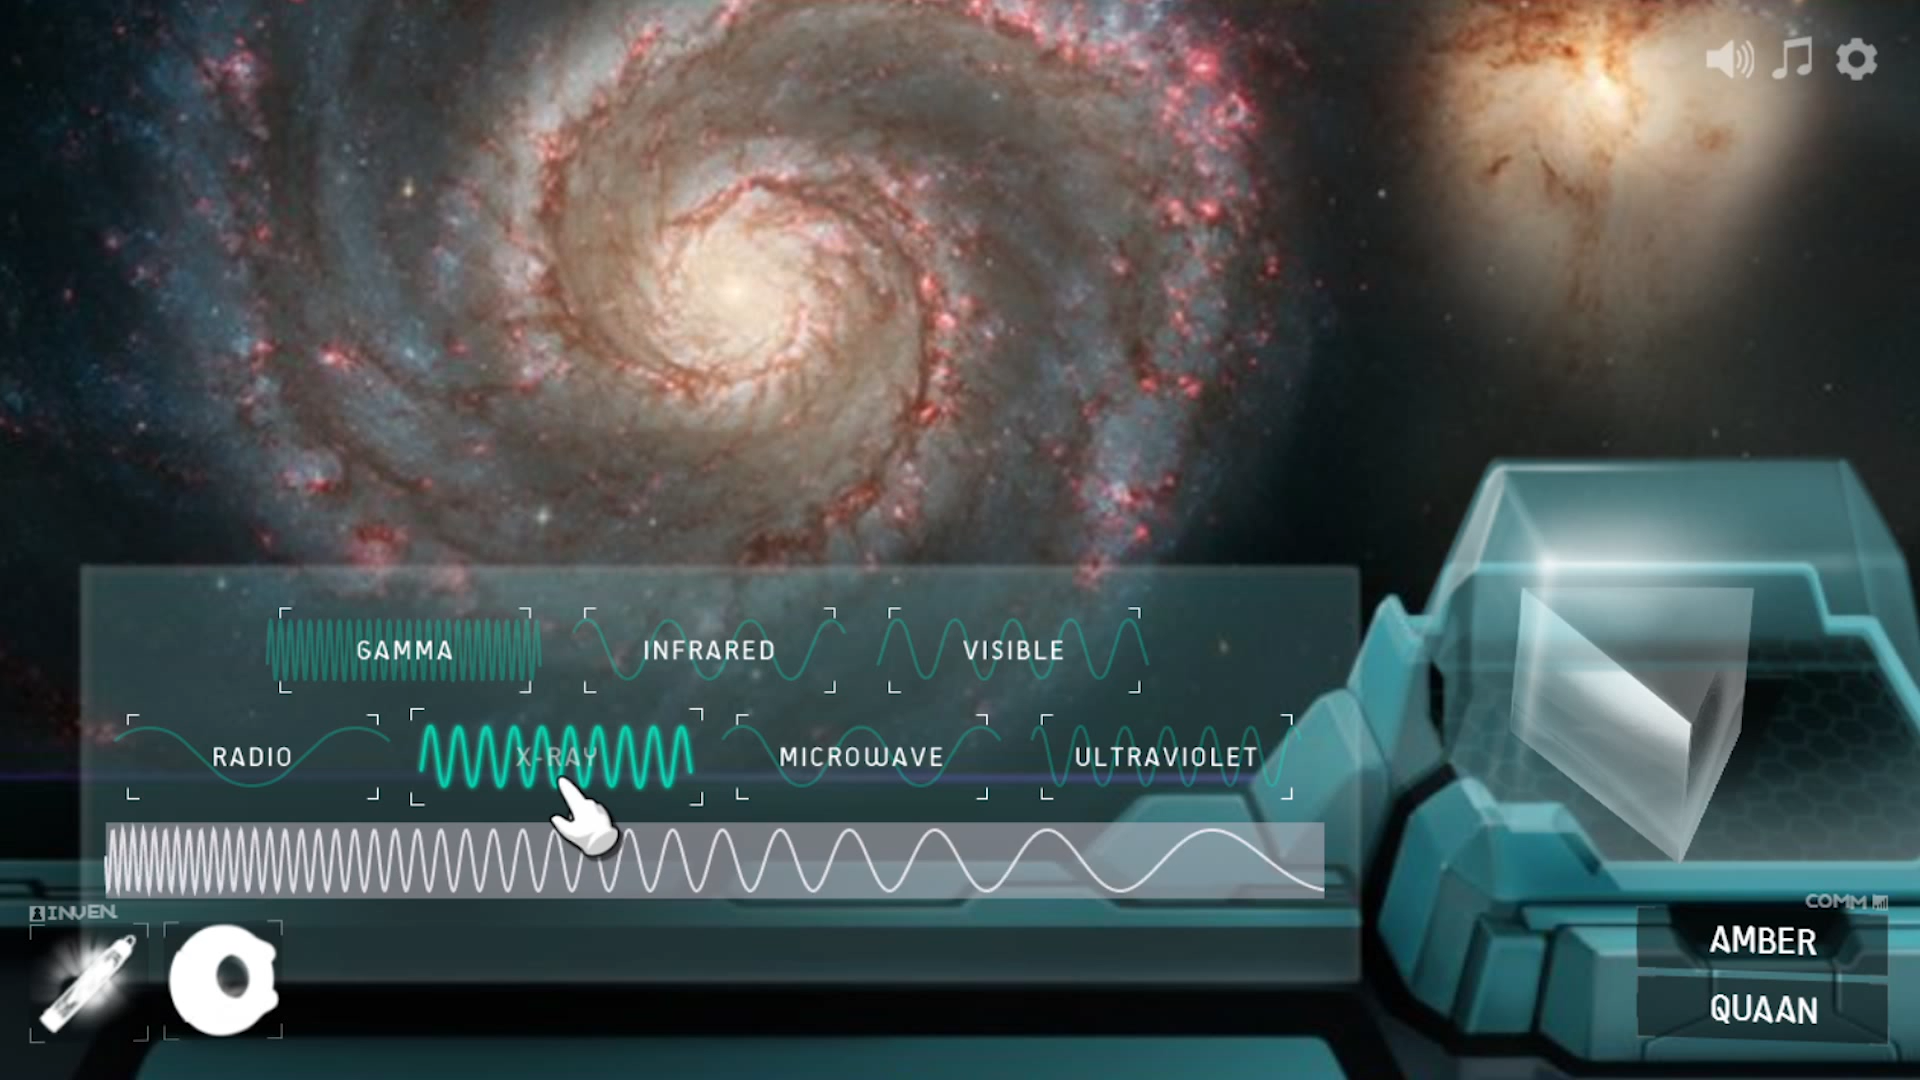 GAMMA
INFRARED
VISIBLE
RADIO
X-RAY
MICROWAVE
ULTRAVIOLET
INVEN.
COMM
AMBER
QUAAN